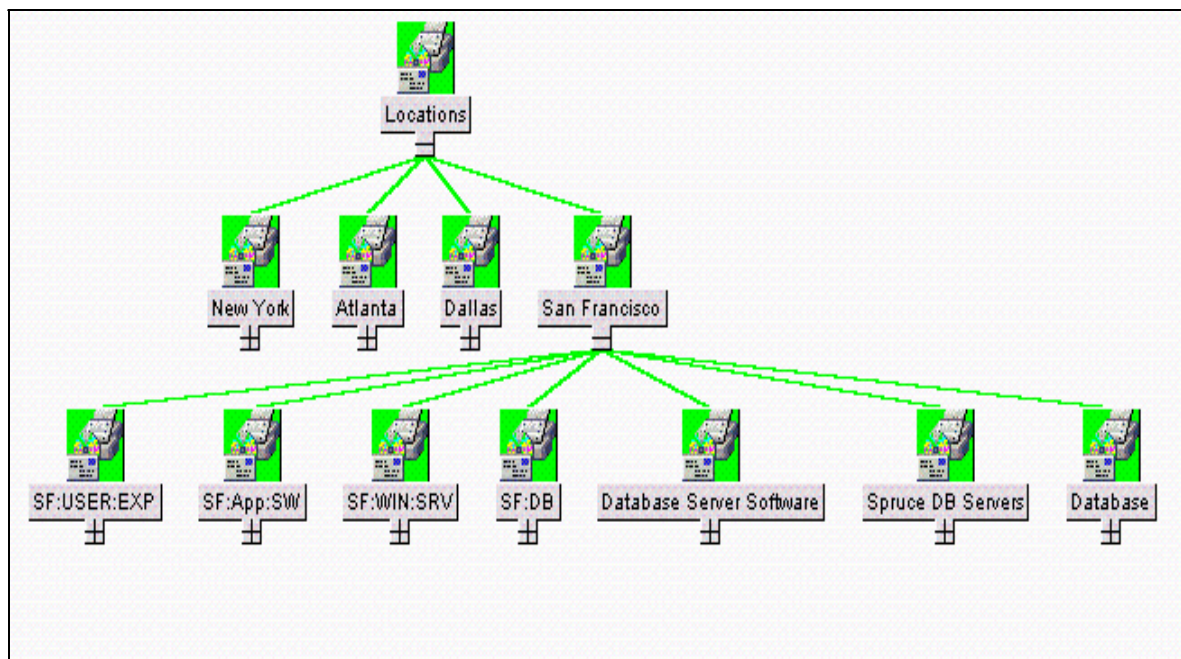 Locations
New York
Atlanta
Dallas
San Francisco
SF:USER:EXP
SF:App:SW
SF:WIN:SRV
SF:DB
Database Server Software
Spruce DB Servers
Database